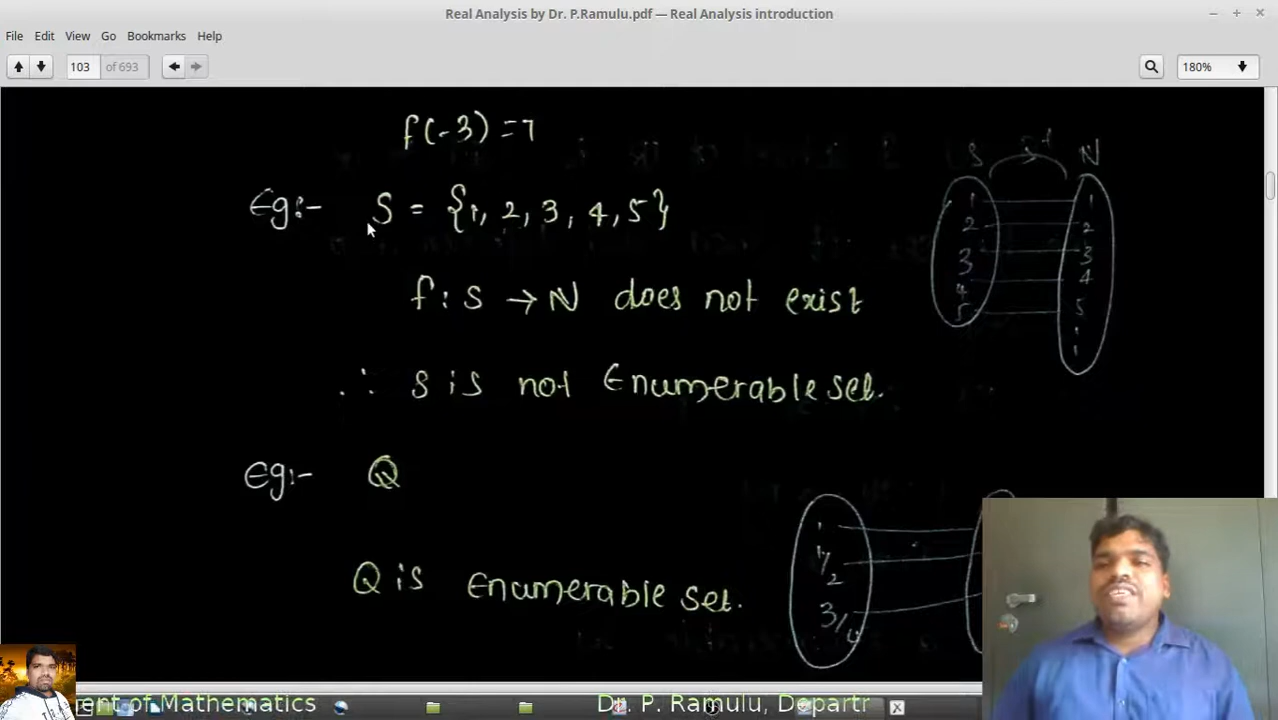 Real Analysis by Dr. P.Ramulu.pdf — Real Analysis introduction
File Edit View Go Bookmarks Help
103 of 693 180%
f(-3) = 7
S N
Eg:- S = {1, 2, 3, 4, 5}
1 1
2 2
3 3
4 4
5 5
f: S → N does not exist
∴ S is not Enumerable set.
Eg:- Q
1
1/2
3/4
Q is Enumerable set.
ent of Mathematics Dr. P. Ramulu, Departr